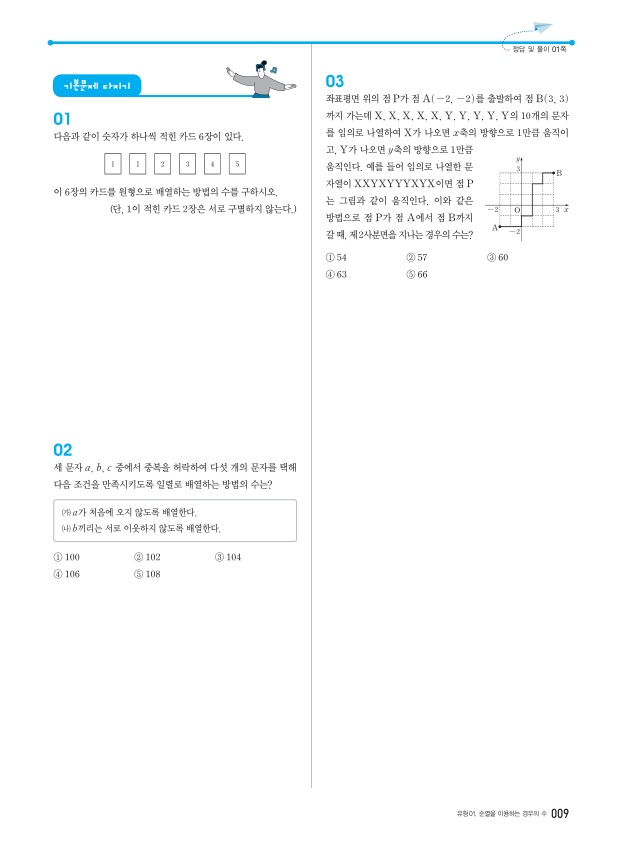 정답 및 풀이 01쪽
기본문제 다지기
01
다음과 같이 숫자가 하나씩 적힌 카드 6장이 있다.
1 1 2 3 4 5
이 6장의 카드를 원형으로 배열하는 방법의 수를 구하시오.
(단, 1이 적힌 카드 2장은 서로 구별하지 않는다.)
02
세 문자 a, b, c 중에서 중복을 허락하여 다섯 개의 문자를 택해
다음 조건을 만족시키도록 일렬로 배열하는 방법의 수는?
㈎ a가 처음에 오지 않도록 배열한다.
㈏ b끼리는 서로 이웃하지 않도록 배열한다.
① 100 ② 102 ③ 104
④ 106 ⑤ 108
03
좌표평면 위의 점 P가 점 A(-2, -2)를 출발하여 점 B(3, 3)
까지 가는데 X, X, X, X, X, Y, Y, Y, Y, Y의 10개의 문자
를 임의로 나열하여 X가 나오면 x축의 방향으로 1만큼 움직이
고, Y가 나오면 y축의 방향으로 1만큼
움직인다. 예를 들어 임의로 나열한 문
자열이 XXYXYYYXYX이면 점 P
는 그림과 같이 움직인다. 이와 같은
방법으로 점 P가 점 A에서 점 B까지
갈 때, 제2사분면을 지나는 경우의 수는?
y
3
B
-2
O
3
x
A
-2
① 54 ② 57 ③ 60
④ 63 ⑤ 66
유형01. 순열을 이용하는 경우의 수 009